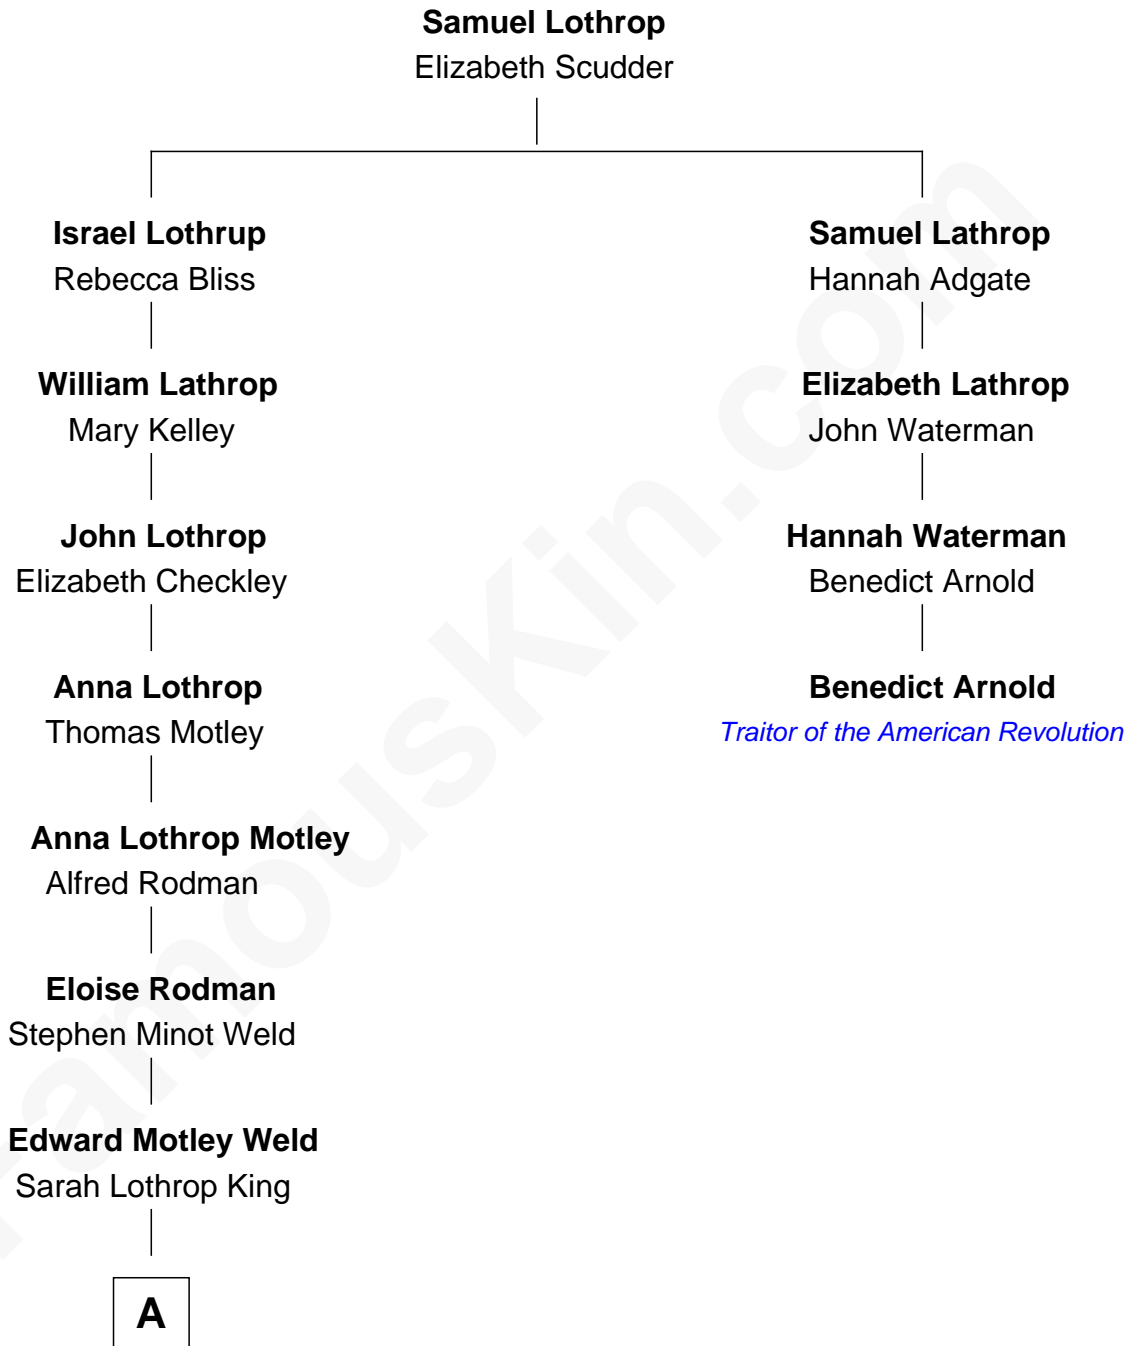 Samuel Lothrop
Elizabeth Scudder
Israel Lothrup
Rebecca Bliss
Samuel Lathrop
Hannah Adgate
William Lathrop
Mary Kelley
Elizabeth Lathrop
John Waterman
John Lothrop
Elizabeth Checkley
Hannah Waterman
Benedict Arnold
Anna Lothrop
Thomas Motley
Benedict Arnold
Traitor of the American Revolution
Anna Lothrop Motley
Alfred Rodman
Eloise Rodman
Stephen Minot Weld
Edward Motley Weld
Sarah Lothrop King
A
FamousKin.com